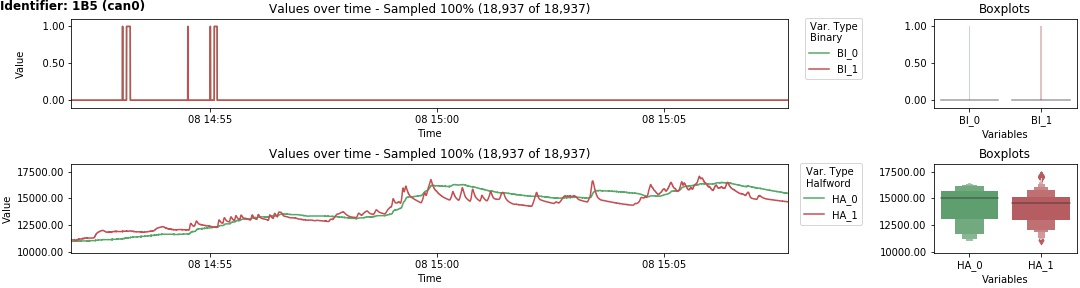 Identifier: 1B5 (can0)
Values over time - Sampled 100% (18,937 of 18,937)
Boxplots
Value
1.00
0.50
0.00
08 14:55
08 15:00
08 15:05
Time
Var. Type
Binary
BI_0
BI_1
1.00
0.50
0.00
BI_0
BI_1
Variables
Values over time - Sampled 100% (18,937 of 18,937)
Boxplots
Value
17500.00
15000.00
12500.00
10000.00
08 14:55
08 15:00
08 15:05
Time
Var. Type
Halfword
HA_0
HA_1
17500.00
15000.00
12500.00
10000.00
HA_0
HA_1
Variables